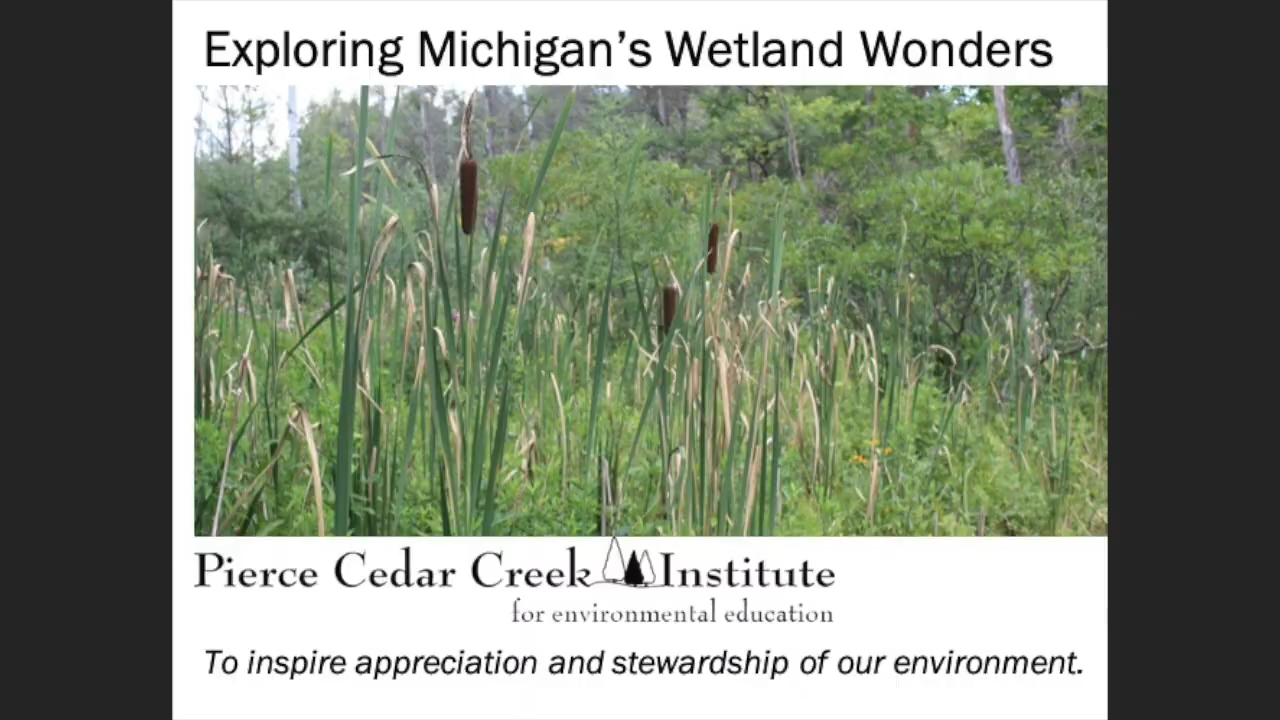 Exploring Michigan’s Wetland Wonders
Pierce Cedar Creek Institute
for environmental education
To inspire appreciation and stewardship of our environment.